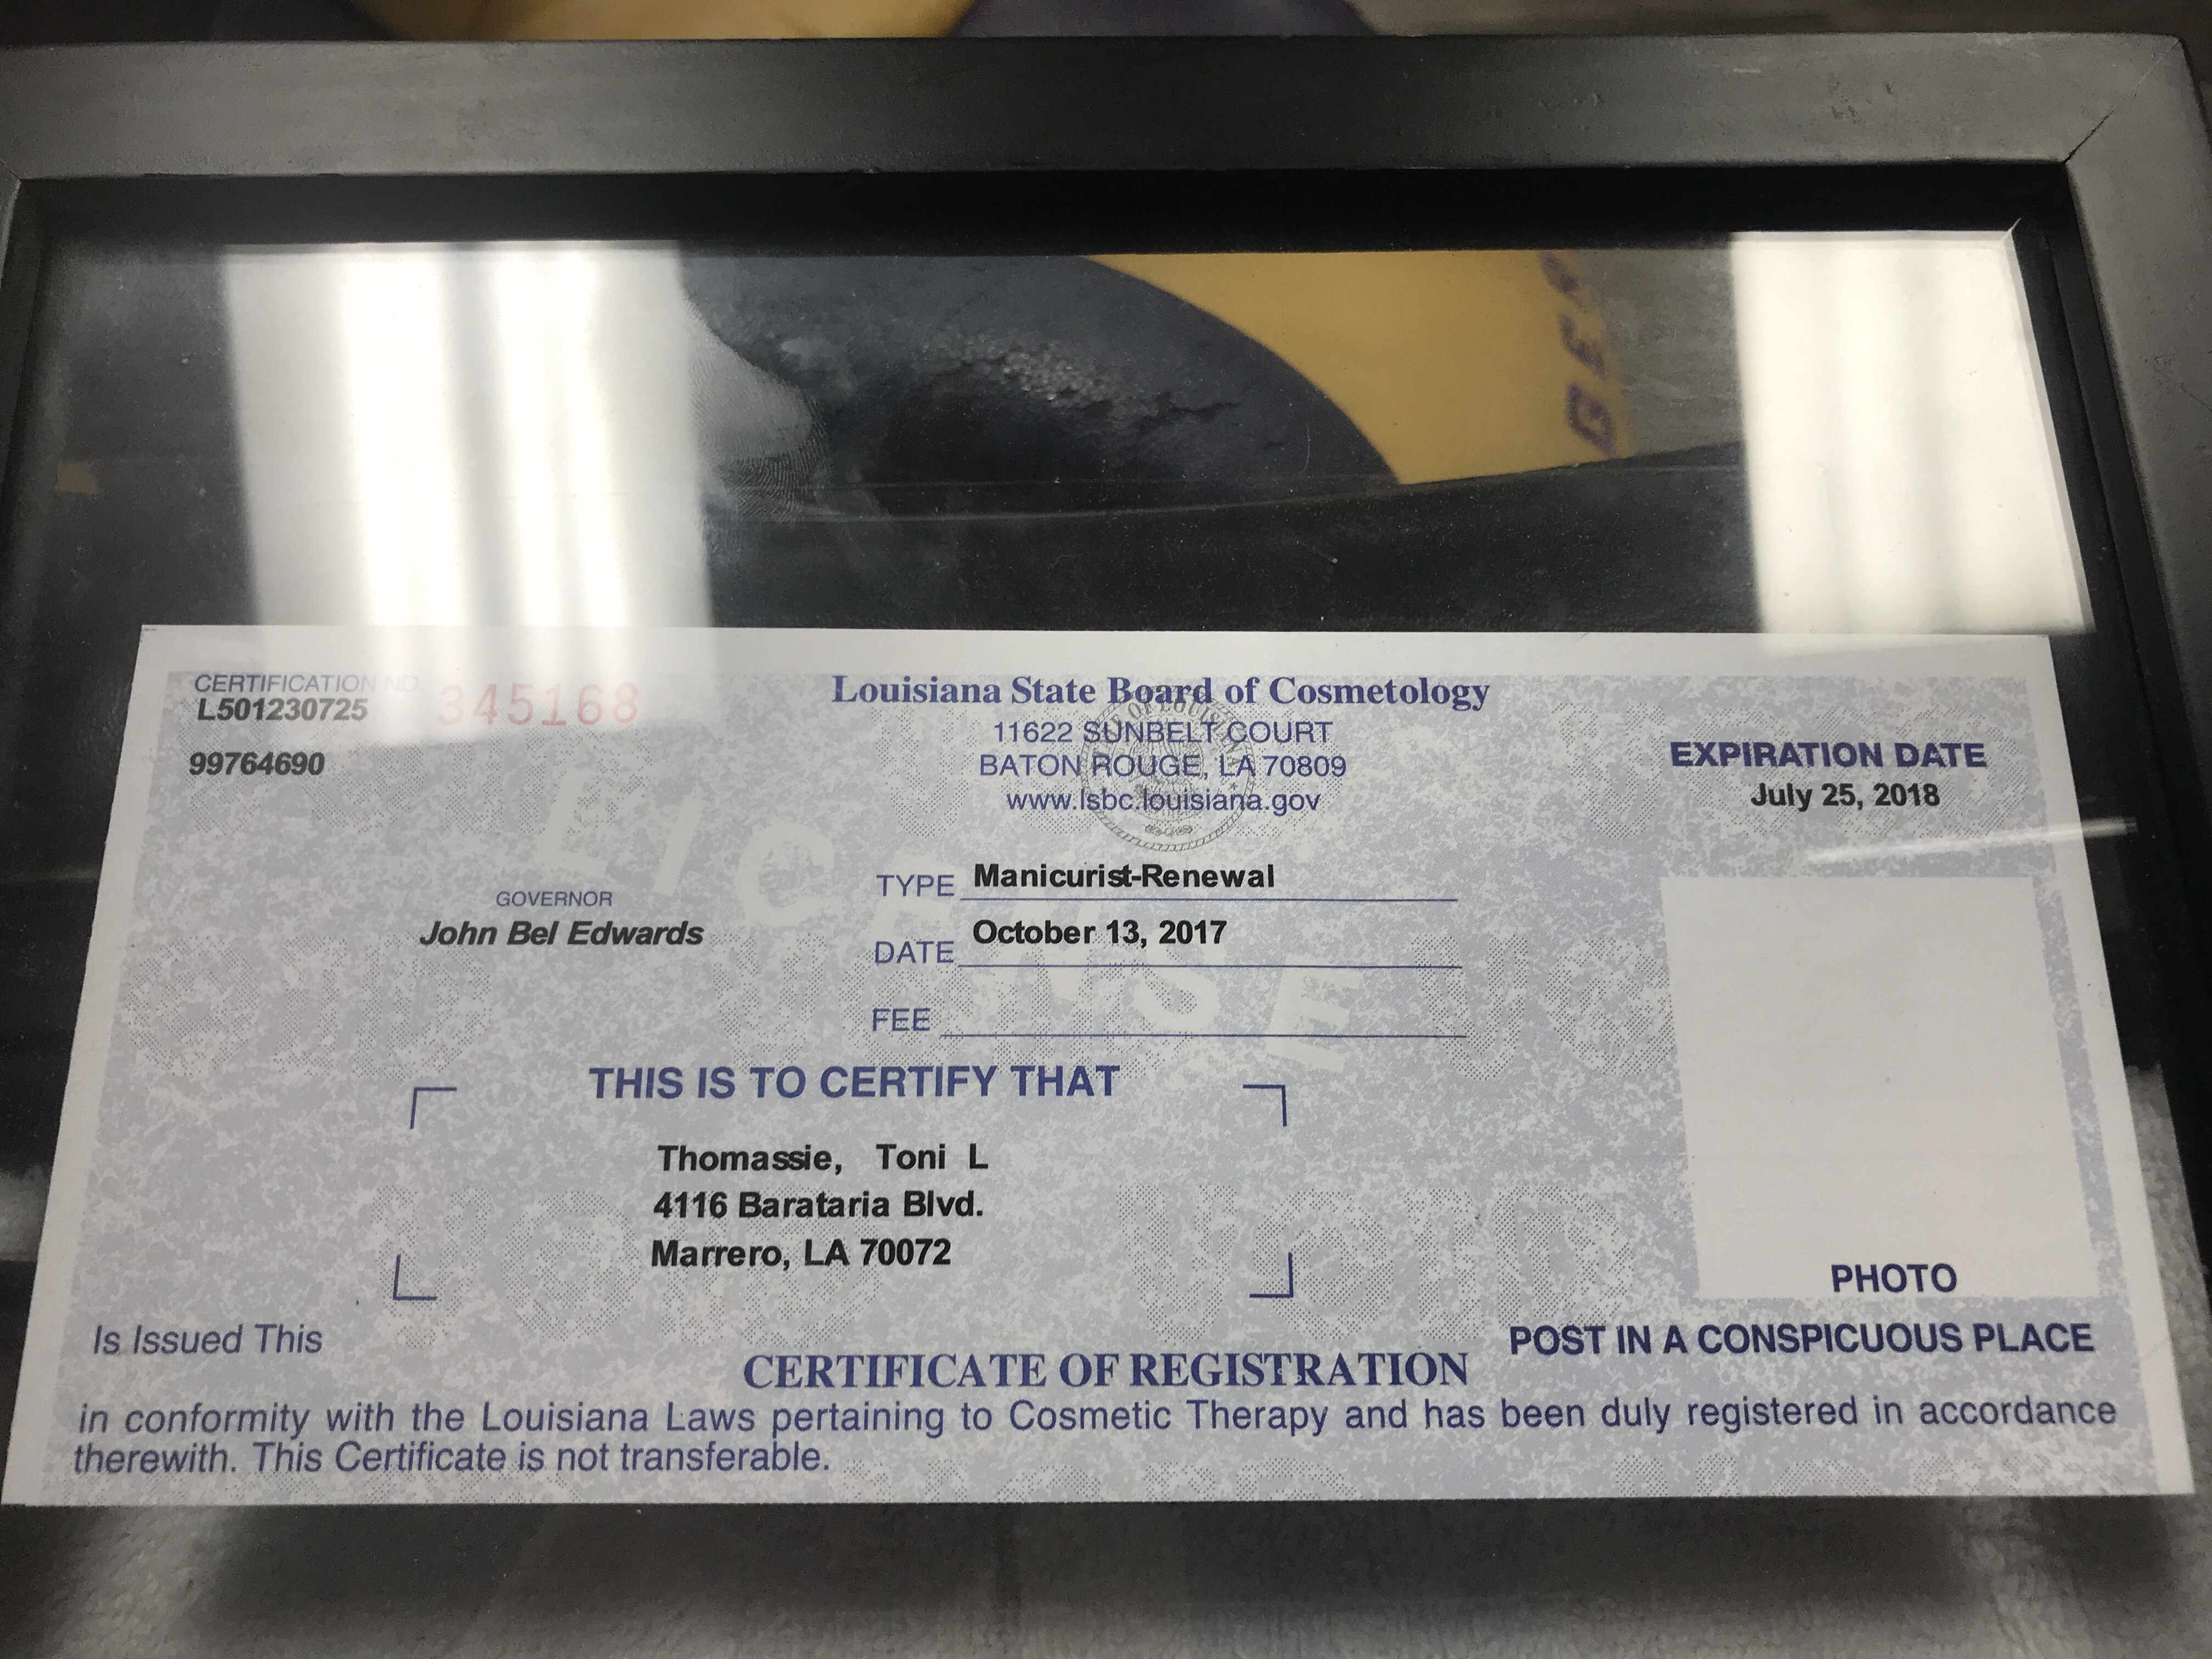 CERTIFICATION NO.
L501230725
345168
99764690
Louisiana State Board of Cosmetology
11622 SUNBELT COURT
BATON ROUGE, LA 70809
www.lsbc.louisiana.gov
EXPIRATION DATE
July 25, 2018
LICENSE
GOVERNOR
John Bel Edwards
TYPE Manicurist-Renewal
DATE October 13, 2017
FEE
THIS IS TO CERTIFY THAT
Thomassie, Toni L
4116 Barataria Blvd.
Marrero, LA 70072
PHOTO
Is Issued This
POST IN A CONSPICUOUS PLACE
CERTIFICATE OF REGISTRATION
in conformity with the Louisiana Laws pertaining to Cosmetic Therapy and has been duly registered in accordance
therewith. This Certificate is not transferable.